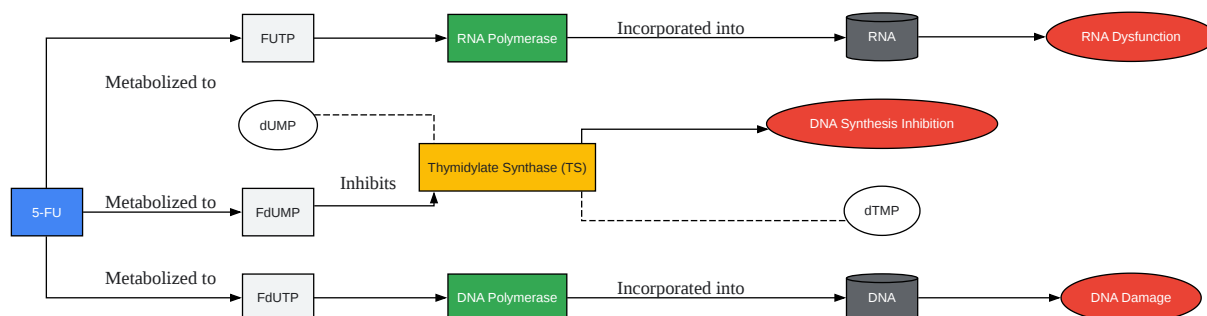 FUTP
RNA Polymerase
Incorporated into
RNA
RNA Dysfunction
Metabolized to
dUMP
DNA Synthesis Inhibition
Thymidylate Synthase (TS)
Inhibits
5-FU
Metabolized to
FdUMP
dTMP
Metabolized to
FdUTP
DNA Polymerase
Incorporated into
DNA
DNA Damage